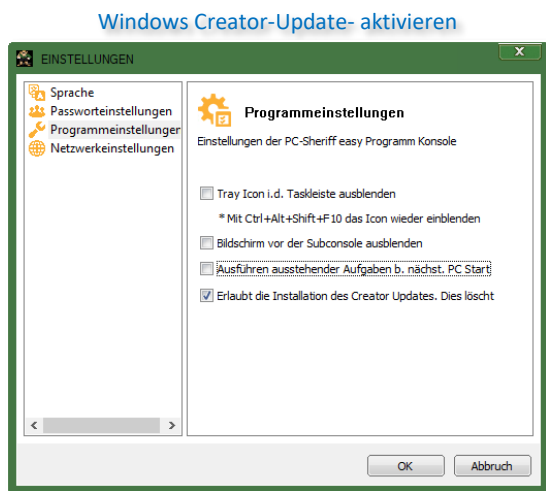 Windows Creator-Update- aktivieren
EINSTELLUNGEN
X
Sprache
Passworteinstellungen
Programmeinstellunger
Netzwerkeinstellungen
Programmeinstellungen
Einstellungen der PC-Sheriff easy Programm Konsole
Tray Icon i.d. Taskleiste ausblenden
* Mit Ctrl+Alt+Shift+F10 das Icon wieder einblenden
Bildschirm vor der Subconsole ausblenden
Ausführen ausstehender Aufgaben b. nächst. PC Start
Erlaubt die Installation des Creator Updates. Dies löscht
OK
Abbruch